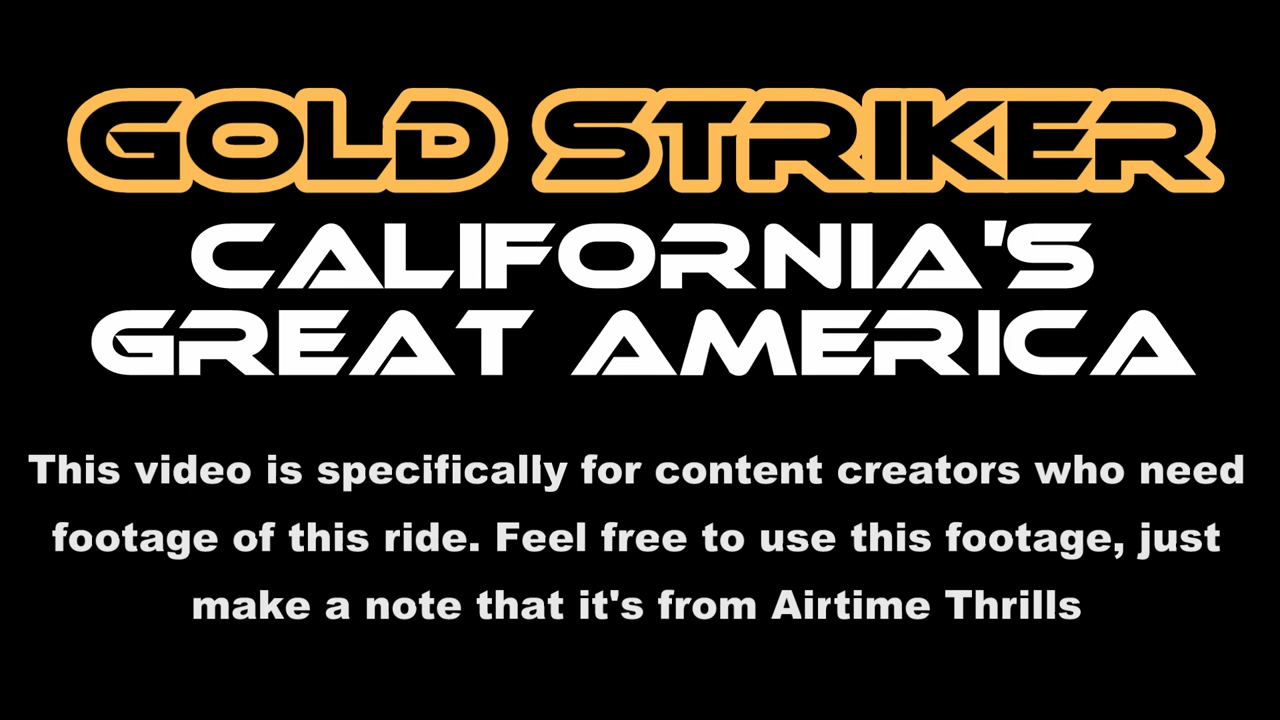 GOLD STRIKER
CALIFORNIA'S
GREAT AMERICA
This video is specifically for content creators who need
footage of this ride. Feel free to use this footage, just
make a note that it's from Airtime Thrills